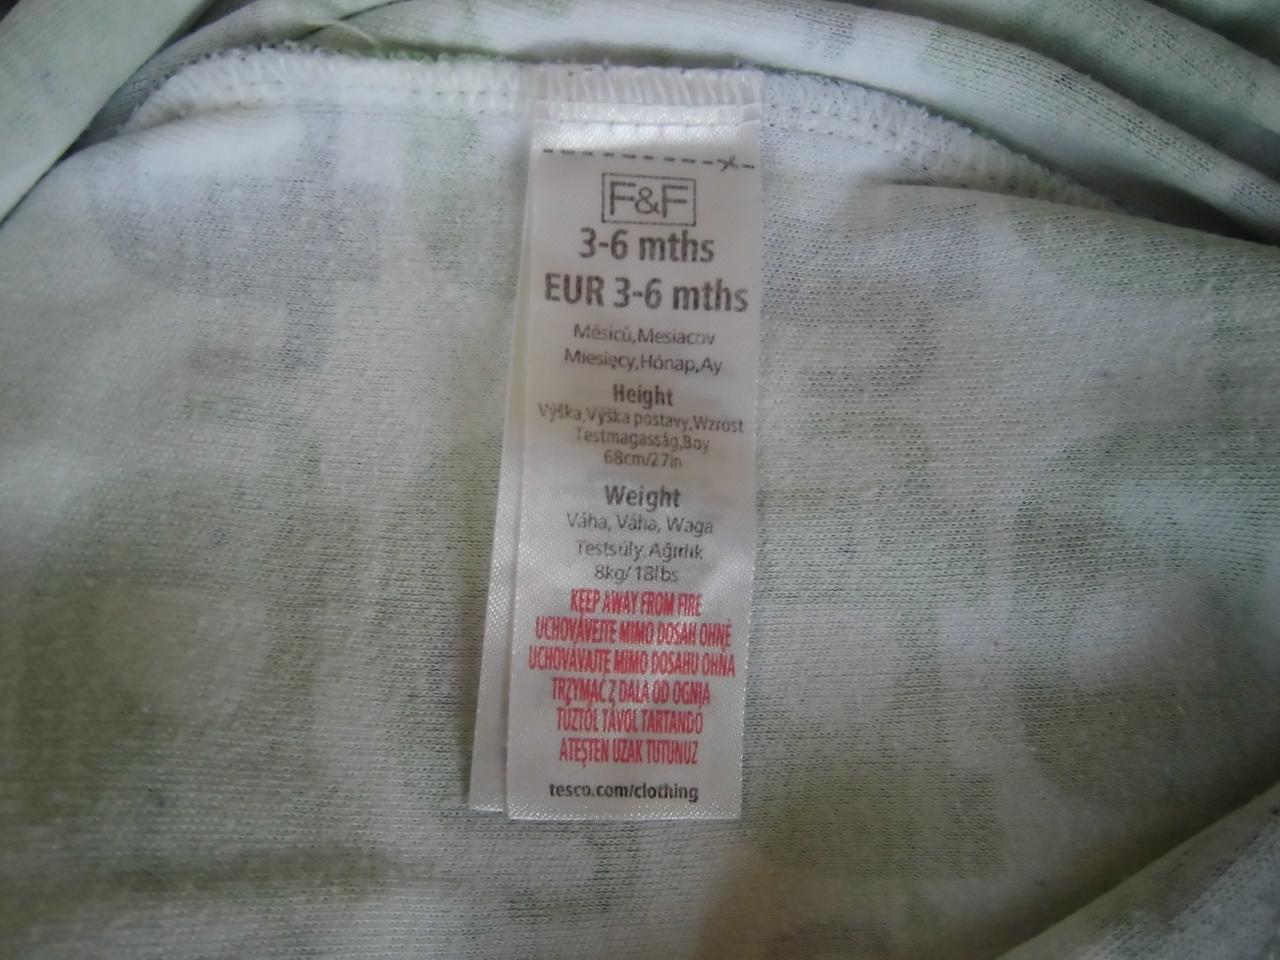 F&F
3-6 mths
EUR 3-6 mths
Měsíců,Mesiacov
Miesięcy,Hónap,Ay
Height
Výška,Výška postavy,Wzrost
Testmagasság,Boy
68cm/27in
Weight
Váha, Váha, Waga
Testsúly,Ağırlık
8kg/18lbs
KEEP AWAY FROM FIRE
UCHOVÁVEJTE MIMO DOSAH OHNĚ
UCHOVÁVAJTE MIMO DOSAHU OHŇA
TRZYMAĆ Z DALA OD OGNIA
TŰZTŐL TÁVOL TARTANDÓ
ATEŞTEN UZAK TUTUNUZ
tesco.com/clothing